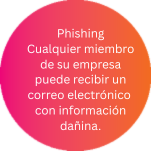 Phishing
Cualquier miembro
de su empresa
puede recibir un
correo electrónico
con información
dañina.